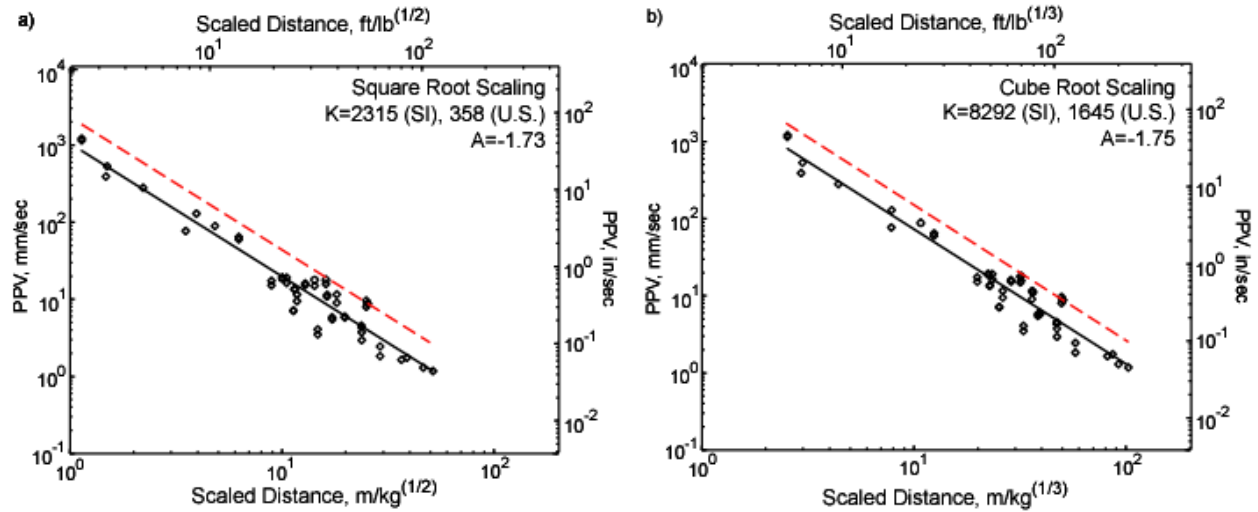 a)
Scaled Distance, ft/lb^(1/2)
10^1
10^2
10^4
10^3
10^2
10^1
10^0
10^-1
PPV, mm/sec
Square Root Scaling
K=2315 (SI), 358 (U.S.)
A=-1.73
10^2
10^1
10^0
10^-1
10^-2
PPV, in/sec
10^0
10^1
10^2
Scaled Distance, m/kg^(1/2)
b)
Scaled Distance, ft/lb^(1/3)
10^1
10^2
10^4
10^3
10^2
10^1
10^0
10^-1
PPV, mm/sec
Cube Root Scaling
K=8292 (SI), 1645 (U.S.)
A=-1.75
10^2
10^1
10^0
10^-1
10^-2
PPV, in/sec
10^0
10^1
10^2
Scaled Distance, m/kg^(1/3)